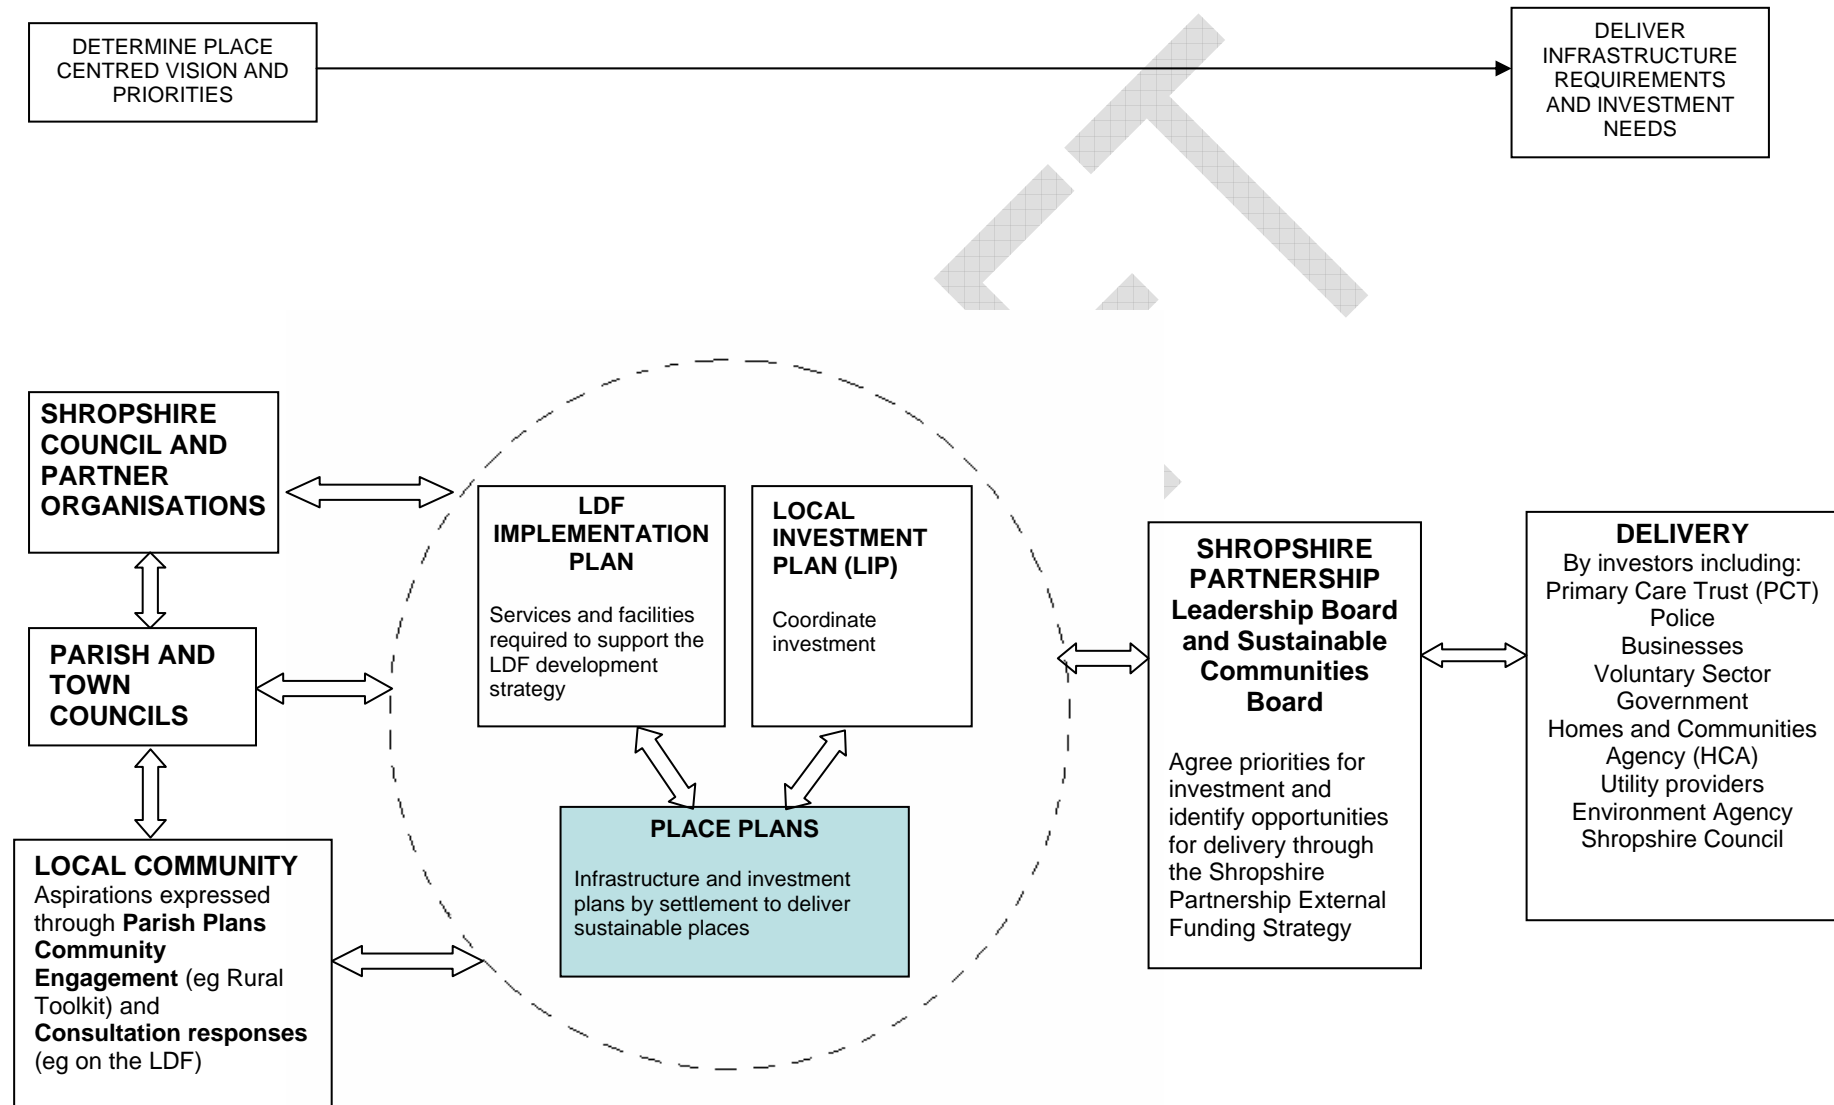 DETERMINE PLACE
CENTRED VISION AND
PRIORITIES
DELIVER
INFRASTRUCTURE
REQUIREMENTS
AND INVESTMENT
NEEDS
SHROPSHIRE
COUNCIL AND
PARTNER
ORGANISATIONS
PARISH AND
TOWN
COUNCILS
LOCAL COMMUNITY
Aspirations expressed
through Parish Plans
Community
Engagement (eg Rural
Toolkit) and
Consultation responses
(eg on the LDF)
LDF
IMPLEMENTATION
PLAN
Services and facilities
required to support the
LDF development
strategy
LOCAL
INVESTMENT
PLAN (LIP)
Coordinate
investment
PLACE PLANS
Infrastructure and investment
plans by settlement to deliver
sustainable places
SHROPSHIRE
PARTNERSHIP
Leadership Board
and Sustainable
Communities
Board
Agree priorities for
investment and
identify opportunities
for delivery through
the Shropshire
Partnership External
Funding Strategy
DELIVERY
By investors including:
Primary Care Trust (PCT)
Police
Businesses
Voluntary Sector
Government
Homes and Communities
Agency (HCA)
Utility providers
Environment Agency
Shropshire Council